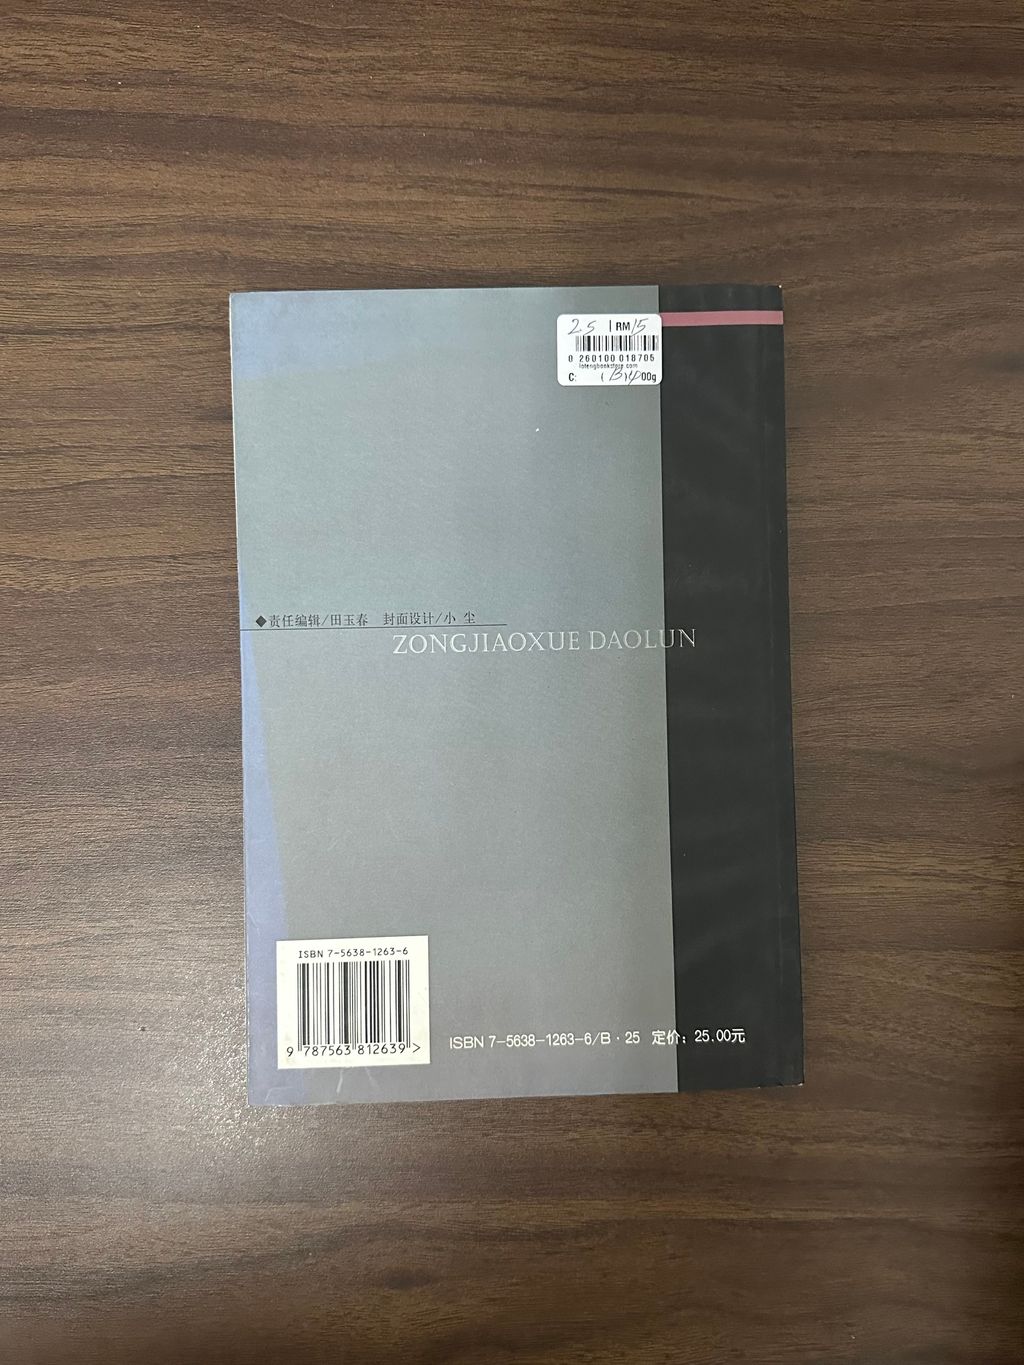 25 RM15
0 260100 018705
lotengbookstore.com
C: 00g
◆责任编辑/田玉春 封面设计/小 尘
ZONGJIAOXUE DAOLUN
ISBN 7-5638-1263-6
9 787563 812639 >
ISBN 7-5638-1263-6/B·25 定价：25.00元